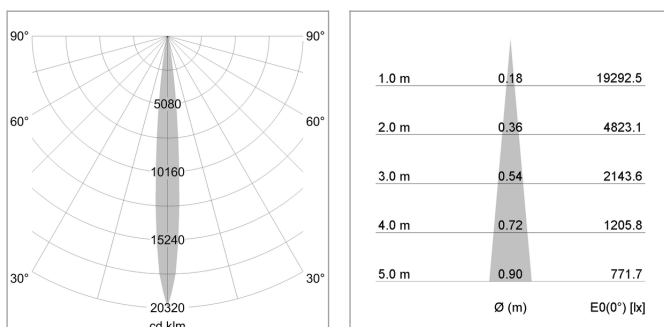 90° 90°
5080
60° 60°
10160
15240
30° 30°
20320
cd klm
1.0 m 0.18 19292.5
2.0 m 0.36 4823.1
3.0 m 0.54 2143.6
4.0 m 0.72 1205.8
5.0 m 0.90 771.7
Ø (m) E0(0°) [lx]